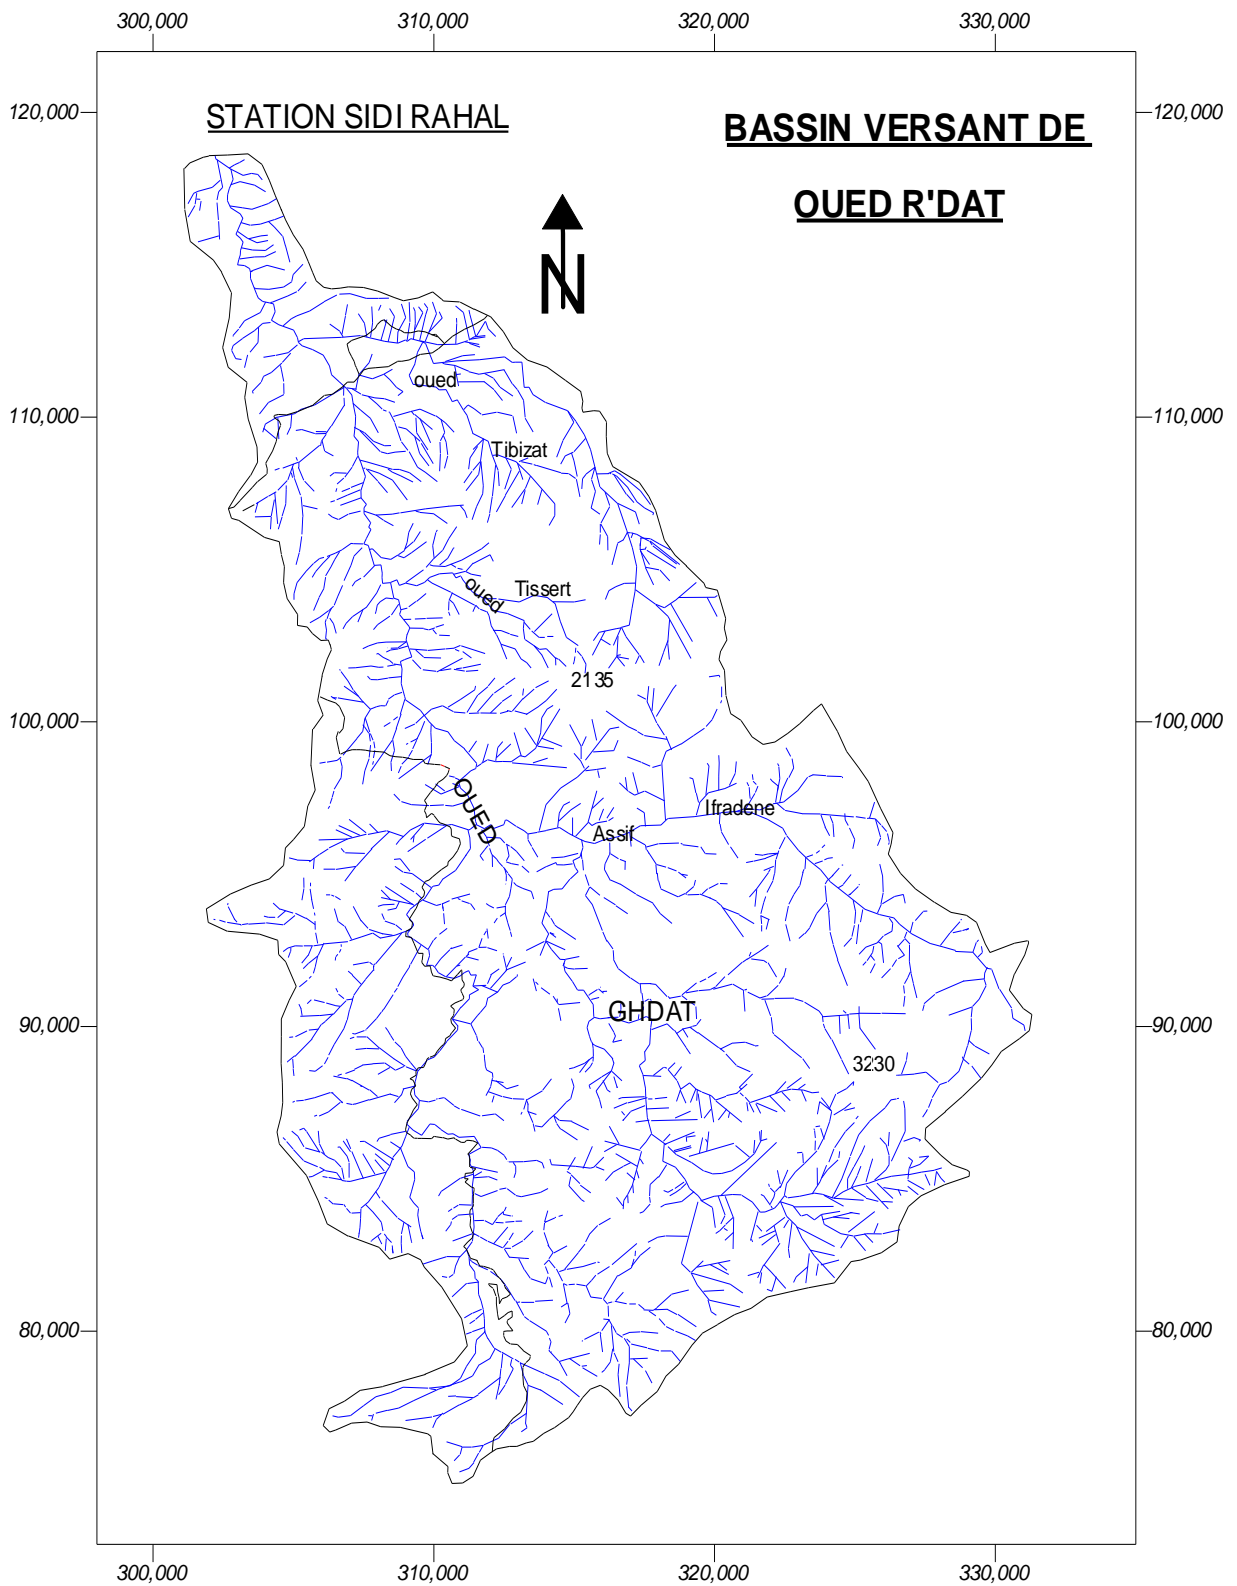 300,000 310,000 320,000 330,000
120,000 120,000
STATION SIDI RAHAL
BASSIN VERSANT DE
OUED R'DAT
N
oued
110,000 110,000
Tibizat
oued
Tissert
2135
100,000 100,000
OUED
Ifradene
Assif
GHDAT
90,000 90,000
3230
80,000 80,000
300,000 310,000 320,000 330,000